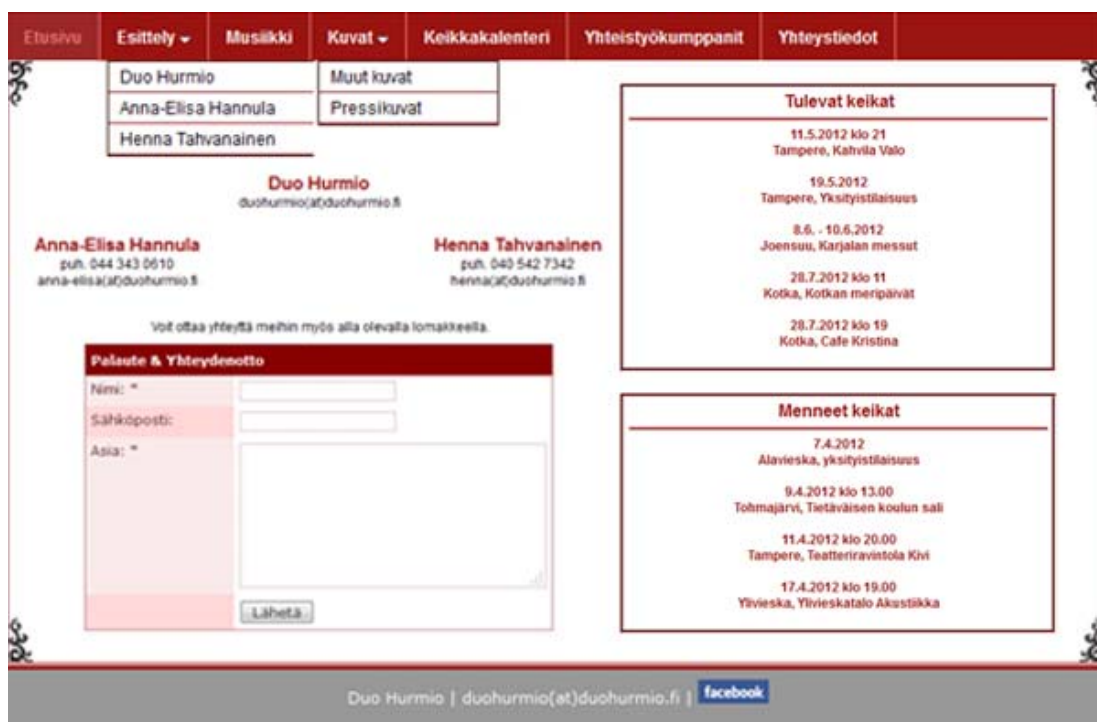 Etusivu Esittely Musiikki Kuvat Keikkakalenteri Yhteistyökumppanit Yhteystiedot
Duo Hurmio
Anna-Elisa Hannula
Henna Tahvanainen
Muut kuvat
Pressikuvat
Duo Hurmio
duohurmio(at)duohurmio.fi
Anna-Elisa Hannula
puh. 044 343 0610
anna-elisa(at)duohurmio.fi
Henna Tahvanainen
puh. 040 542 7342
henna(at)duohurmio.fi
Voit ottaa yhteyttä meihin myös alla olevalla lomakkeella.
Palaute & Yhteydenotto
Nimi: *
Sähköposti:
Asia: *
Lähetä
Tulevat keikat
11.5.2012 klo 21
Tampere, Kahvila Valo
19.5.2012
Tampere, Yksityistilaisuus
8.6. - 10.6.2012
Joensuu, Karjalan messut
28.7.2012 klo 11
Kotka, Kotkan meripäivät
28.7.2012 klo 19
Kotka, Cafe Kristina
Menneet keikat
7.4.2012
Alavieska, yksityistilaisuus
9.4.2012 klo 13.00
Tohmajärvi, Tietäväisen koulun sali
11.4.2012 klo 20.00
Tampere, Teatteriravintola Kivi
17.4.2012 klo 19.00
Ylivieska, Ylivieskatalo Akustiikka
Duo Hurmio | duohurmio(at)duohurmio.fi | facebook